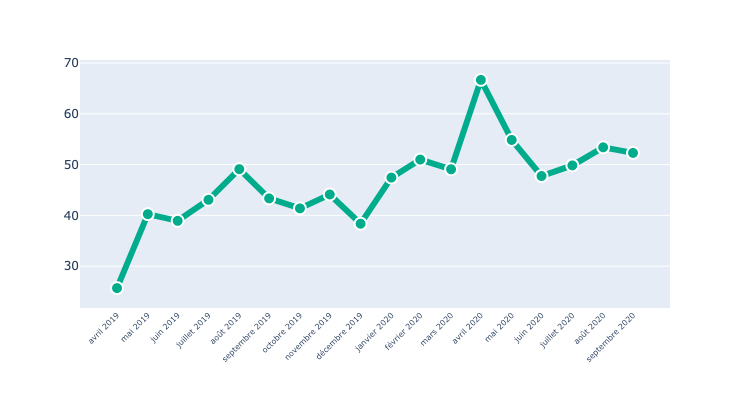 70
60
50
40
30
avril 2019
mai 2019
juin 2019
juillet 2019
août 2019
septembre 2019
octobre 2019
novembre 2019
décembre 2019
janvier 2020
février 2020
mars 2020
avril 2020
mai 2020
juin 2020
juillet 2020
août 2020
septembre 2020